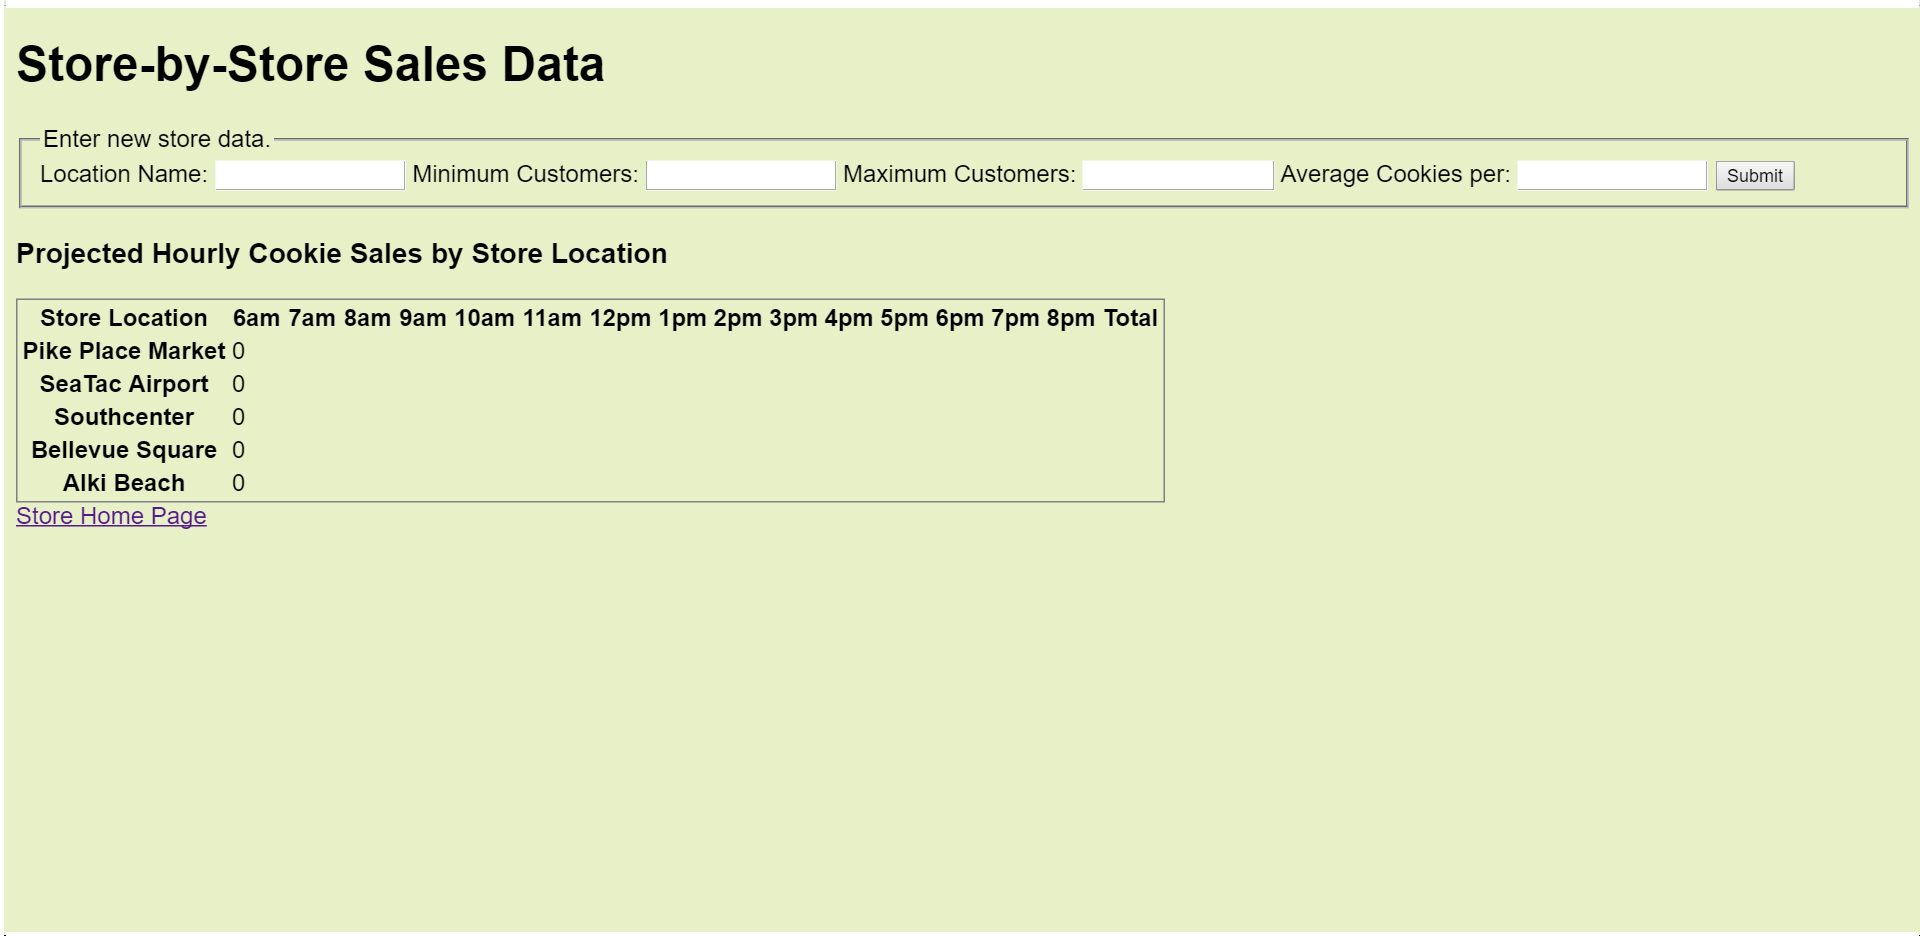 Store-by-Store Sales Data
Enter new store data.
Location Name: Minimum Customers: Maximum Customers: Average Cookies per: Submit
Projected Hourly Cookie Sales by Store Location
Store Location 6am 7am 8am 9am 10am 11am 12pm 1pm 2pm 3pm 4pm 5pm 6pm 7pm 8pm Total
Pike Place Market 0
SeaTac Airport 0
Southcenter 0
Bellevue Square 0
Alki Beach 0
Store Home Page